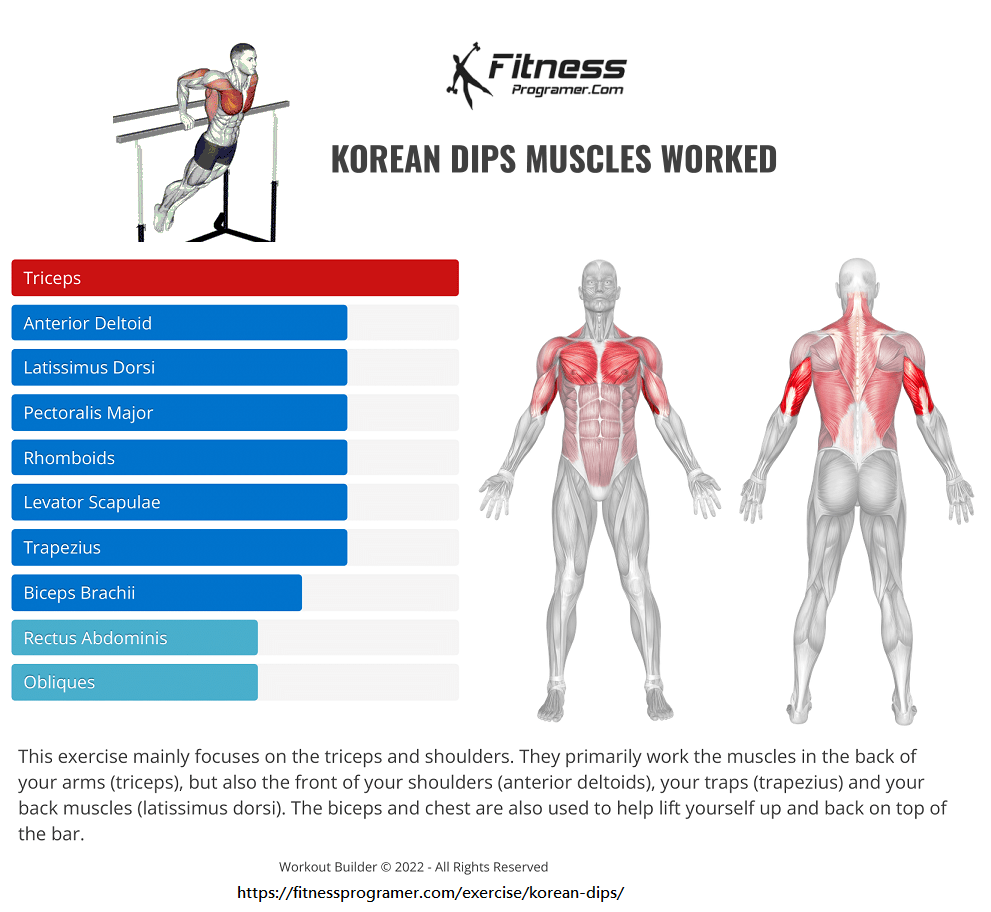 Fitness
Programer.Com
KOREAN DIPS MUSCLES WORKED
Triceps
Anterior Deltoid
Latissimus Dorsi
Pectoralis Major
Rhomboids
Levator Scapulae
Trapezius
Biceps Brachii
Rectus Abdominis
Obliques
This exercise mainly focuses on the triceps and shoulders. They primarily work the muscles in the back of
your arms (triceps), but also the front of your shoulders (anterior deltoids), your traps (trapezius) and your
back muscles (latissimus dorsi). The biceps and chest are also used to help lift yourself up and back on top of
the bar.
Workout Builder © 2022 - All Rights Reserved
https://fitnessprogramer.com/exercise/korean-dips/